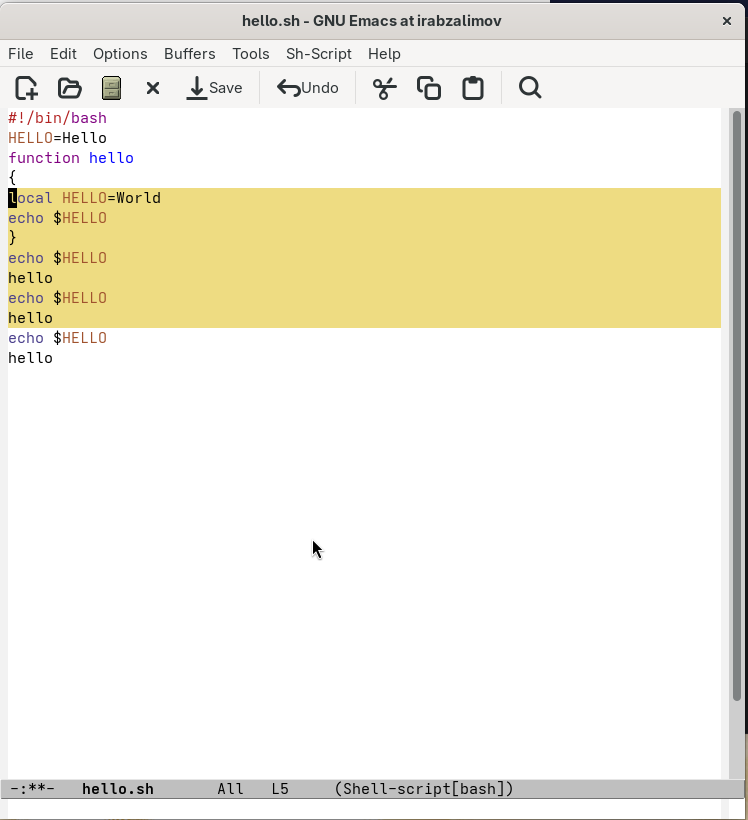 hello.sh - GNU Emacs at irabzalimov ×
File Edit Options Buffers Tools Sh-Script Help
Save Undo
#!/bin/bash
HELLO=Hello
function hello
{
local HELLO=World
echo $HELLO
}
echo $HELLO
hello
echo $HELLO
hello
echo $HELLO
hello
-:**- hello.sh All L5 (Shell-script[bash])